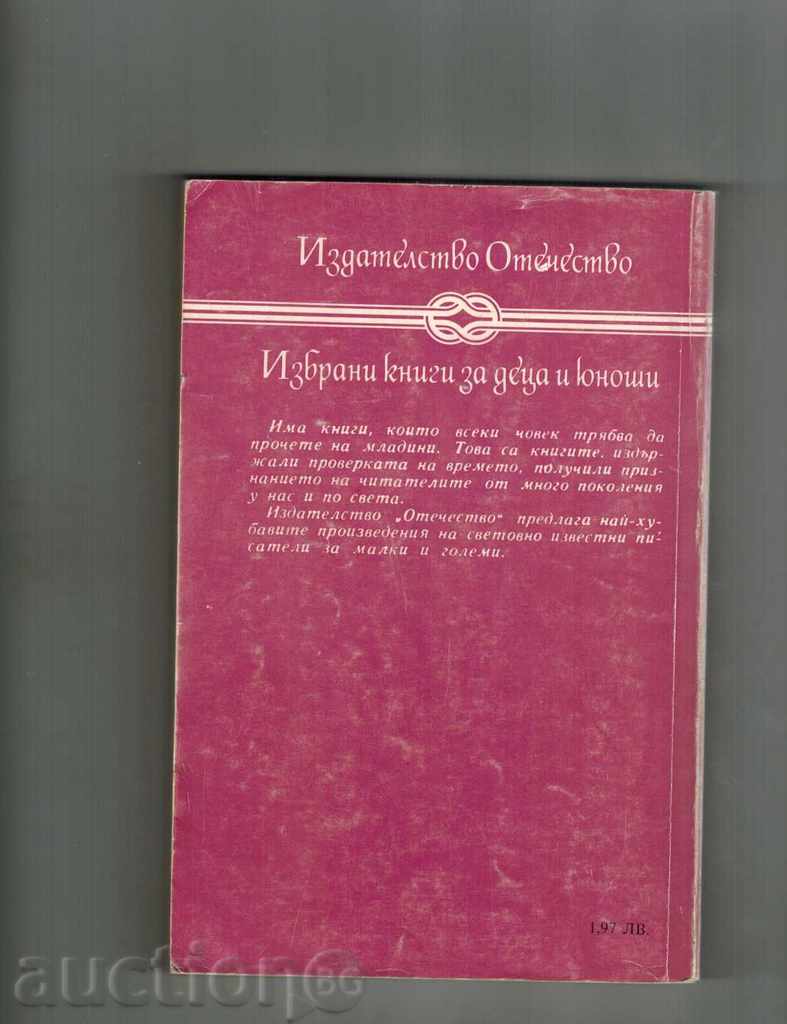 Издателство Отечество
Избрани книги за деца и юноши
Има книги, които всеки човек трябва да
прочете на младини. Това са книгите, издър-
жали проверката на времето, получили приз-
нанието на читателите от много поколения
у нас и по света.
Издателство „Отечество“ предлага най-ху-
бавите произведения на световно известни пи-
сатели за малки и големи.
1,97 ЛВ.
auction BG